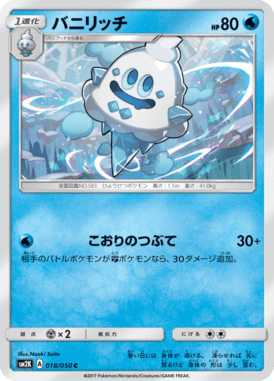 1進化 バニリッチ HP80
バニプッチから進化
全国図鑑NO.583 ひょうせつポケモン 高さ：1.1m 重さ：41.0kg
こおりのつぶて 30+
相手のバトルポケモンが ポケモンなら、30ダメージ追加。
弱点 ×2 抵抗力 にげる
Illus. Naoki Saito
SM2K A 018/050 C
©2017 Pokémon/Nintendo/Creatures/GAME FREAK.